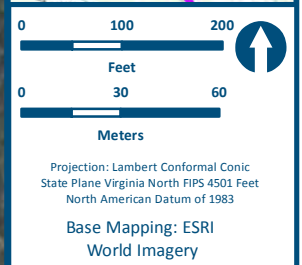 0 100 200
Feet
0 30 60
Meters
Projection: Lambert Conformal Conic
State Plane Virginia North FIPS 4501 Feet
North American Datum of 1983
Base Mapping: ESRI
World Imagery